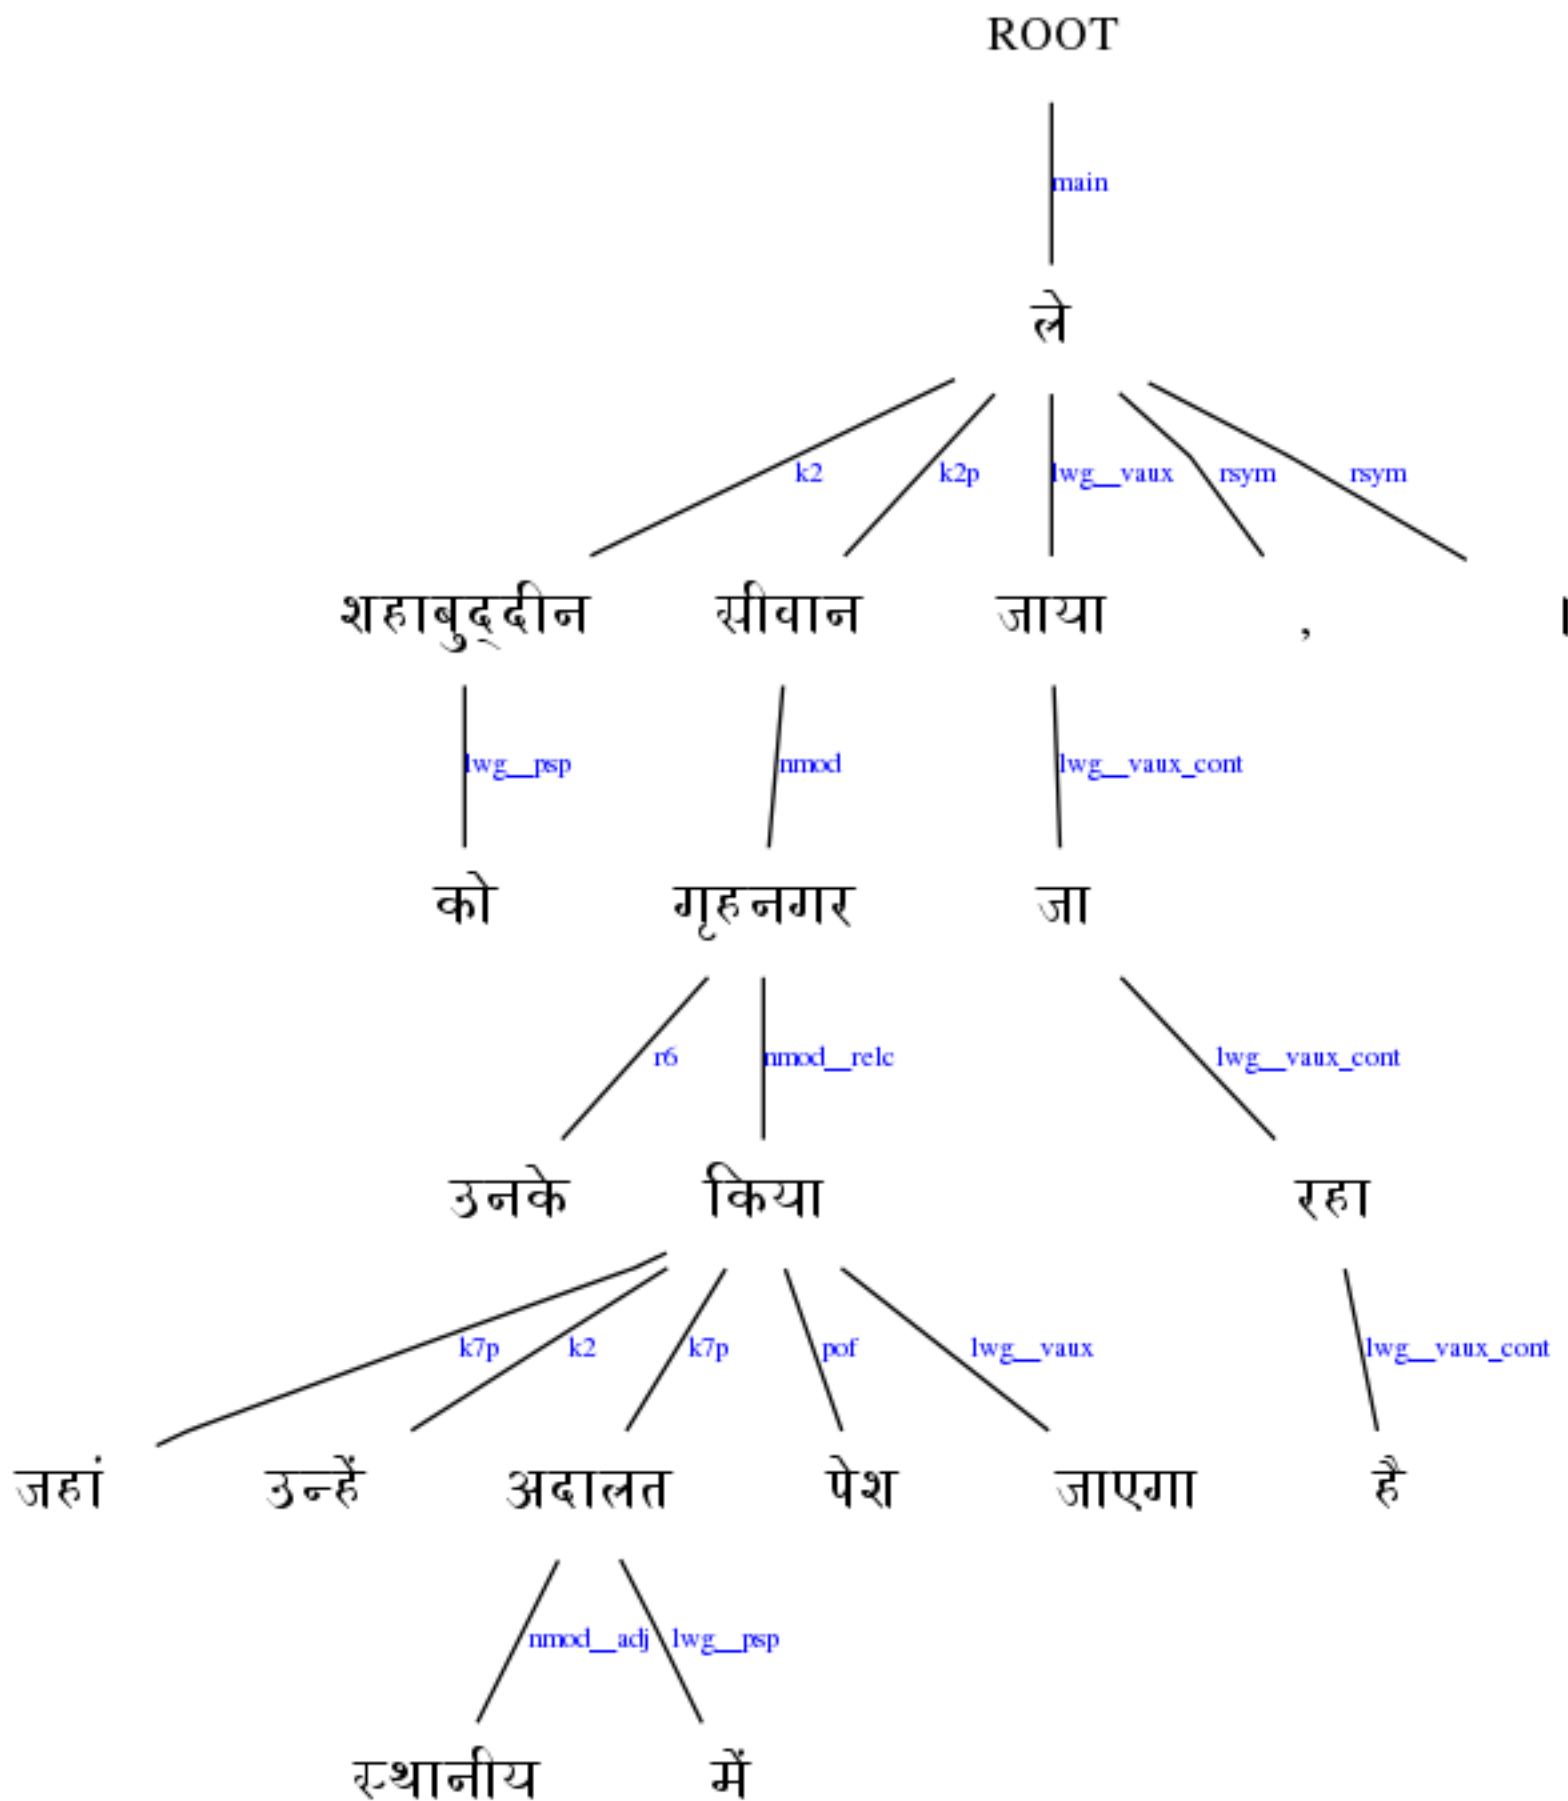 ROOT
main
ले
k2 k2p lwg__vaux rsym rsym
शहाबुद्दीन सीवान जाया , ।
lwg__psp nmod lwg__vaux_cont
को गृहनगर जा
r6 nmod__relc lwg__vaux_cont
उनके किया रहा
k7p k2 k7p pof lwg__vaux lwg__vaux_cont
जहां उन्हें अदालत पेश जाएगा है
nmod__adj lwg__psp
स्थानीय में